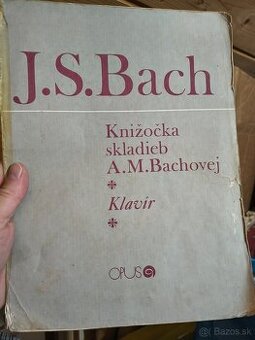 J.S.Bach
Knižočka
skladieb
A.M.Bachovej
*
Klavír
*
OPUS
Bazos.sk